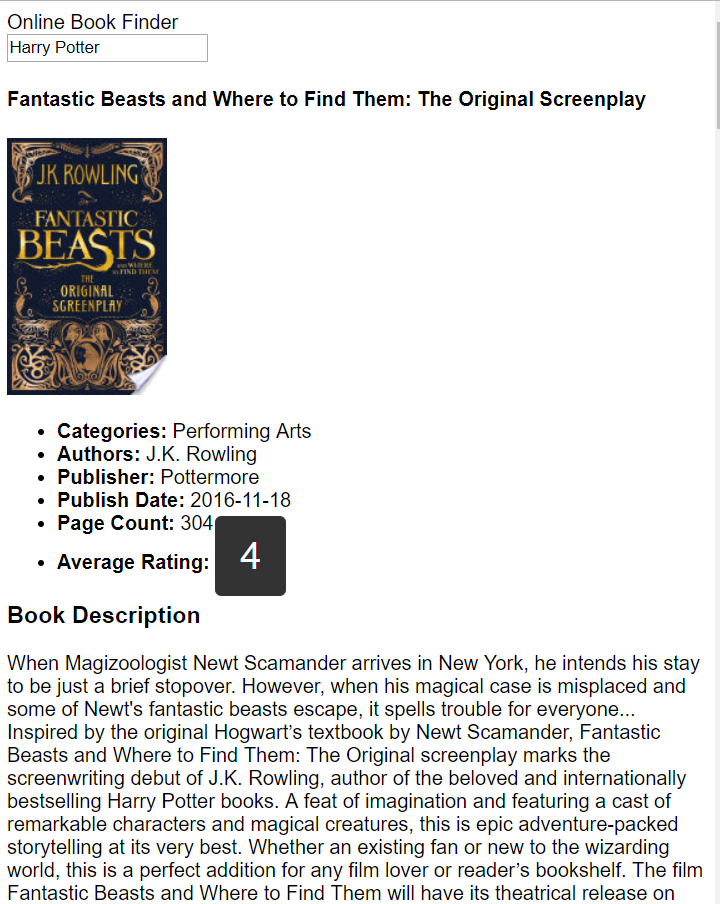 Online Book Finder
Harry Potter
Fantastic Beasts and Where to Find Them: The Original Screenplay
J.K. ROWLING
FANTASTIC
BEASTS
AND WHERE
TO FIND THEM
THE
ORIGINAL
SCREENPLAY
Categories: Performing Arts
Authors: J.K. Rowling
Publisher: Pottermore
Publish Date: 2016-11-18
Page Count: 304
Average Rating: 4
Book Description
When Magizoologist Newt Scamander arrives in New York, he intends his stay
to be just a brief stopover. However, when his magical case is misplaced and
some of Newt's fantastic beasts escape, it spells trouble for everyone...
Inspired by the original Hogwart’s textbook by Newt Scamander, Fantastic
Beasts and Where to Find Them: The Original screenplay marks the
screenwriting debut of J.K. Rowling, author of the beloved and internationally
bestselling Harry Potter books. A feat of imagination and featuring a cast of
remarkable characters and magical creatures, this is epic adventure-packed
storytelling at its very best. Whether an existing fan or new to the wizarding
world, this is a perfect addition for any film lover or reader’s bookshelf. The film
Fantastic Beasts and Where to Find Them will have its theatrical release on